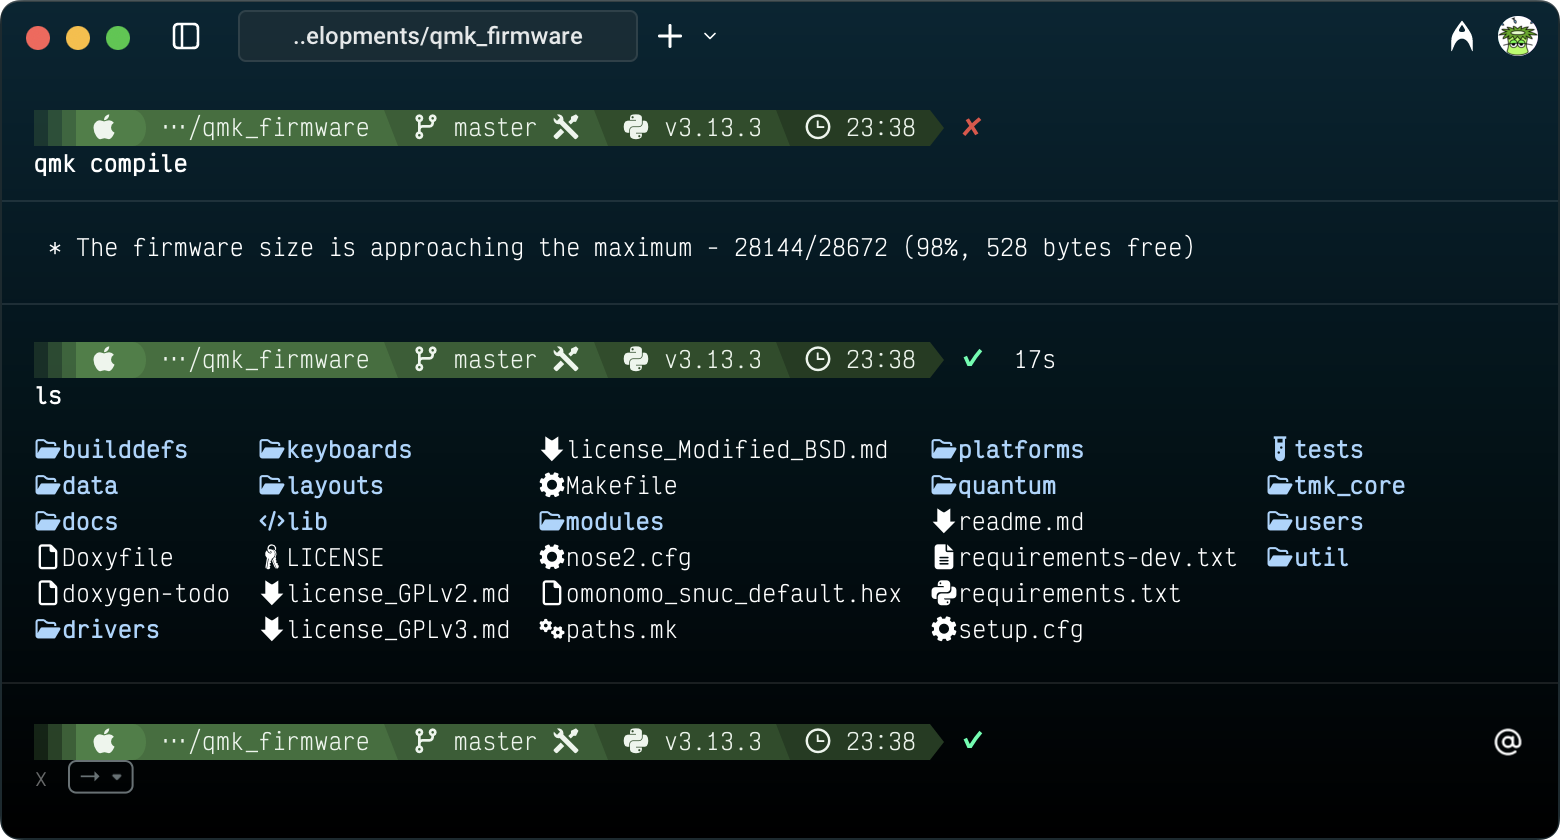 ..elopments/qmk_firmware
···/qmk_firmware master v3.13.3 23:38 ✗
qmk compile
* The firmware size is approaching the maximum - 28144/28672 (98%, 528 bytes free)
···/qmk_firmware master v3.13.3 23:38 ✓ 17s
ls
builddefs keyboards license_Modified_BSD.md platforms tests
data layouts Makefile quantum tmk_core
docs </>lib modules readme.md users
Doxyfile LICENSE nose2.cfg requirements-dev.txt util
doxygen-todo license_GPLv2.md omonomo_snuc_default.hex requirements.txt
drivers license_GPLv3.md paths.mk setup.cfg
···/qmk_firmware master v3.13.3 23:38 ✓
@
x →